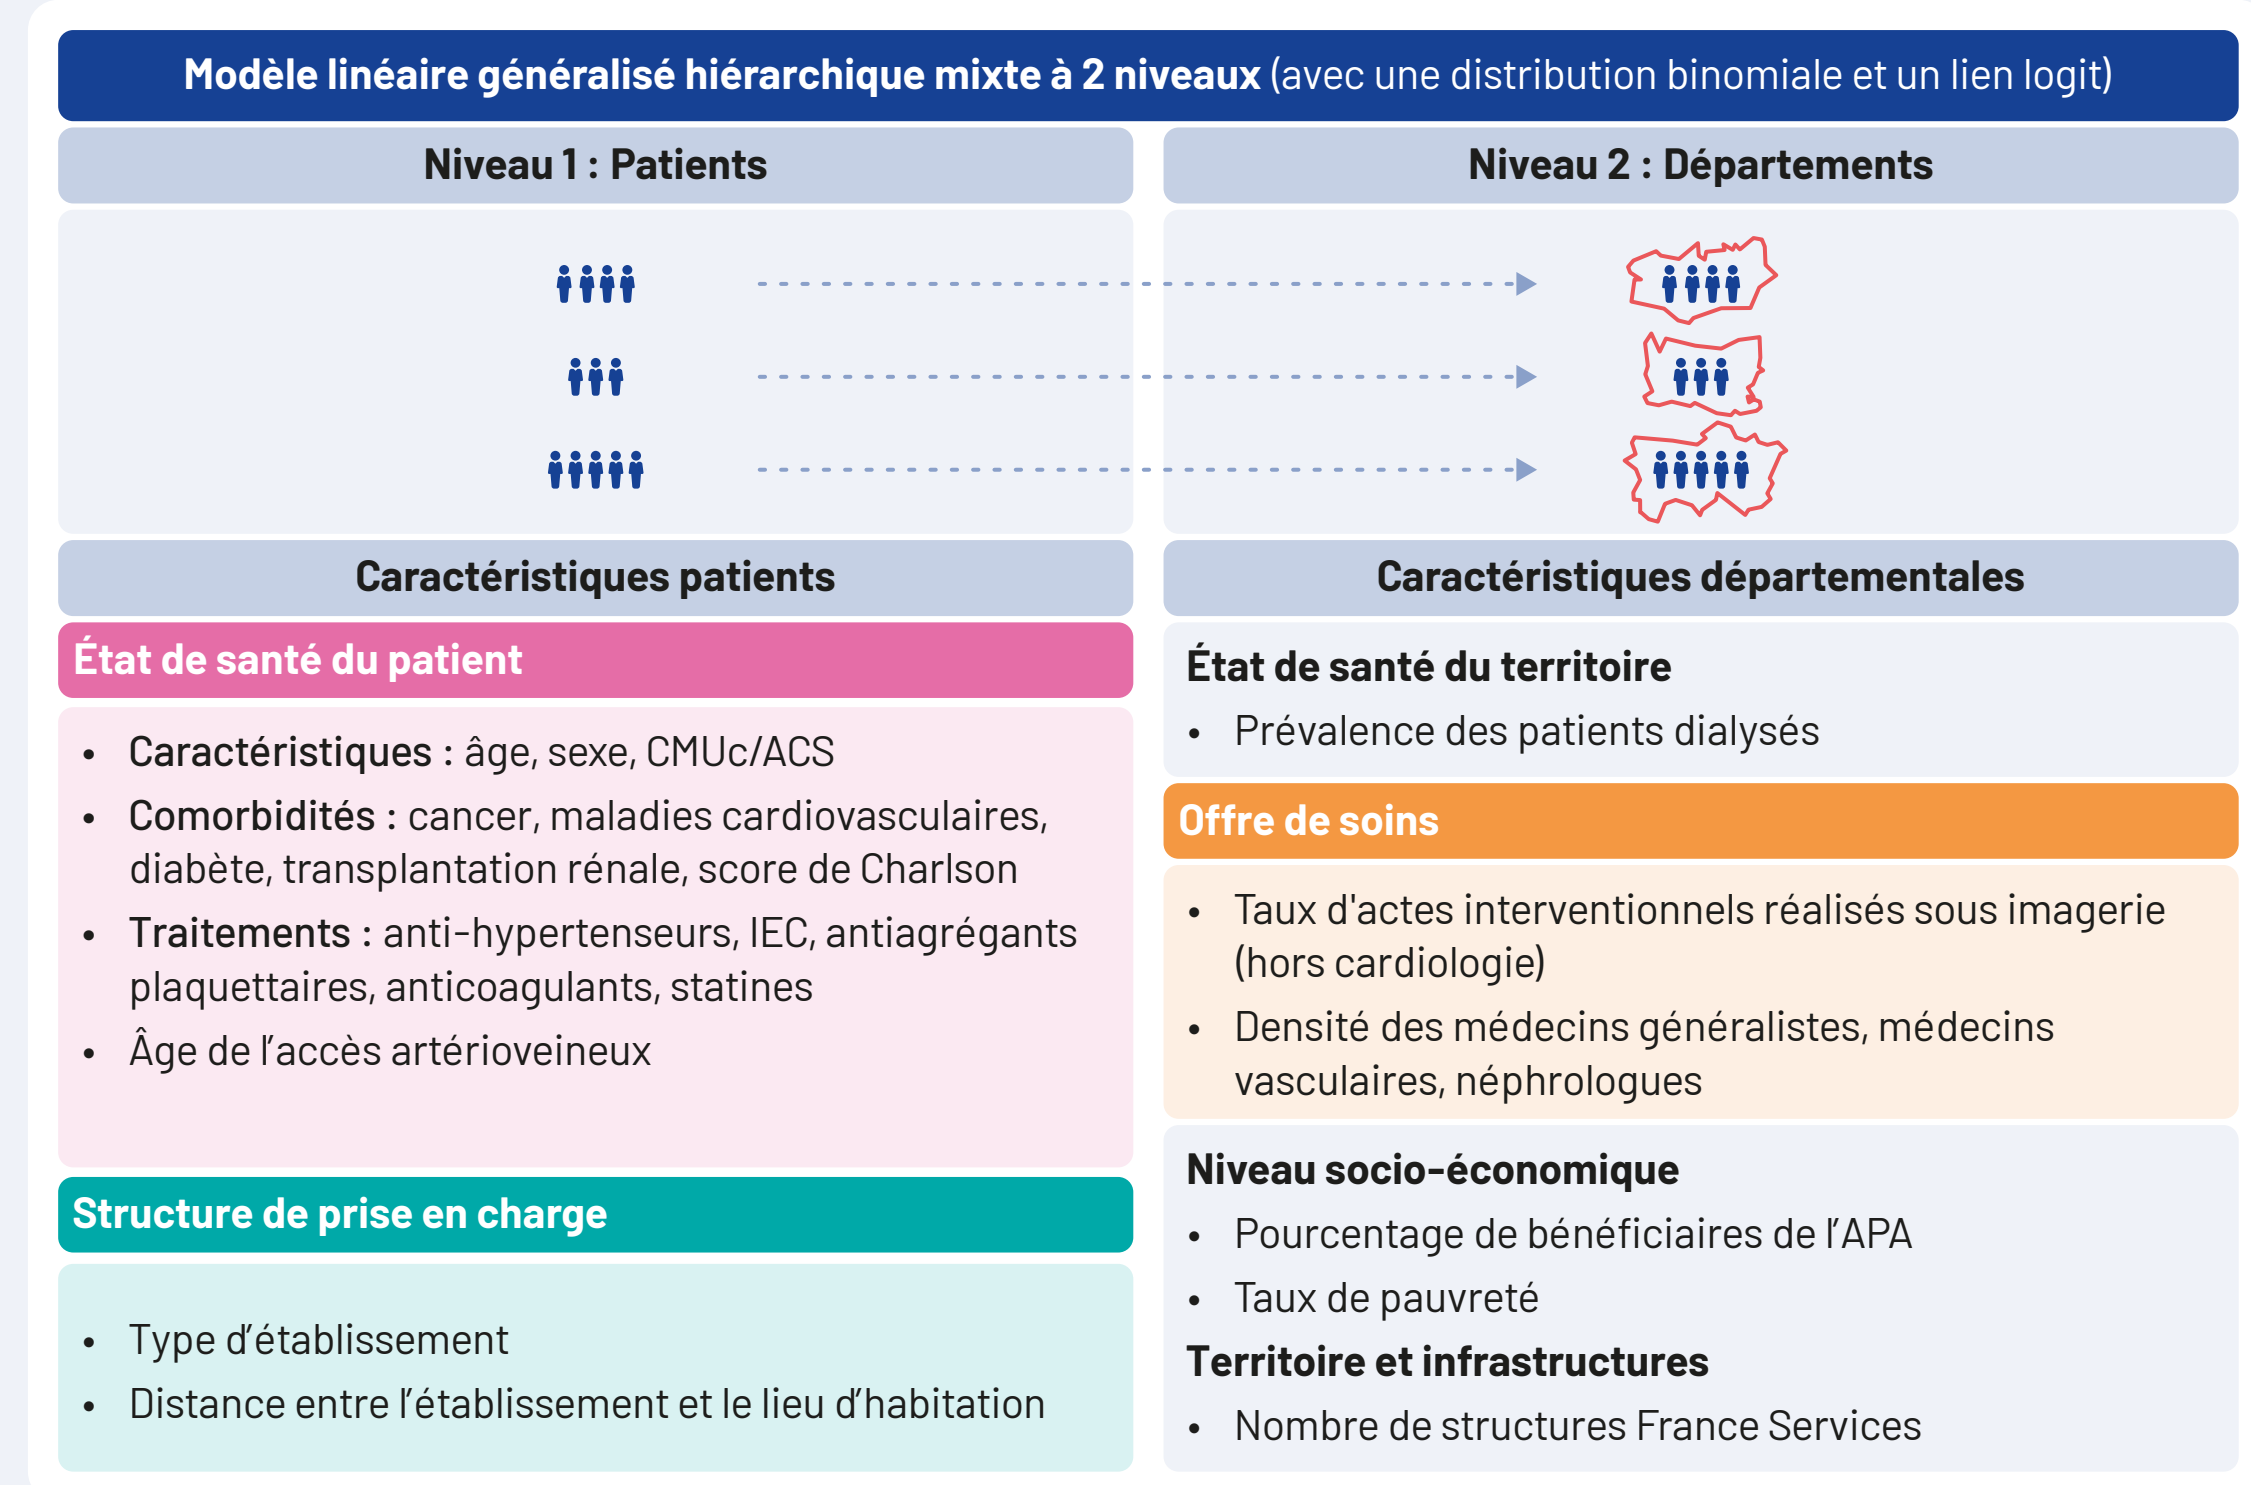 Modèle linéaire généralisé hiérarchique mixte à 2 niveaux (avec une distribution binomiale et un lien logit)
Niveau 1 : Patients
Niveau 2 : Départements
Caractéristiques patients
État de santé du patient
• Caractéristiques : âge, sexe, CMUc/ACS
• Comorbidités : cancer, maladies cardiovasculaires,
diabète, transplantation rénale, score de Charlson
• Traitements : anti-hypertenseurs, IEC, antiagrégants
plaquettaires, anticoagulants, statines
• Âge de l’accès artérioveineux
Structure de prise en charge
• Type d’établissement
• Distance entre l’établissement et le lieu d’habitation
Caractéristiques départementales
État de santé du territoire
• Prévalence des patients dialysés
Offre de soins
• Taux d'actes interventionnels réalisés sous imagerie
(hors cardiologie)
• Densité des médecins généralistes, médecins
vasculaires, néphrologues
Niveau socio-économique
• Pourcentage de bénéficiaires de l’APA
• Taux de pauvreté
Territoire et infrastructures
• Nombre de structures France Services